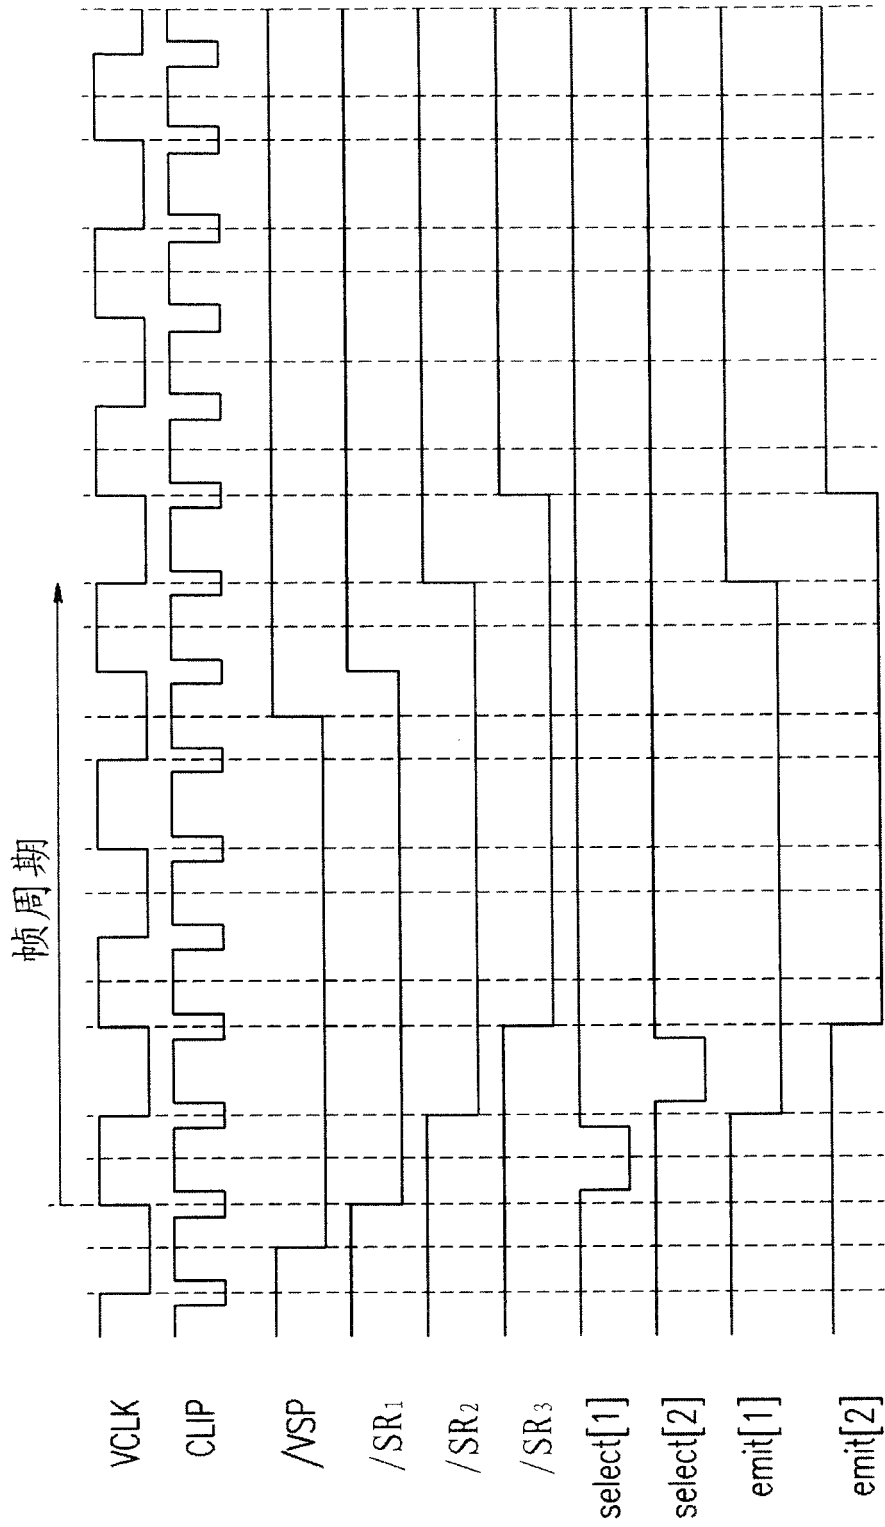 帧周期
VCLK
CLIP
/VSP
/SR1
/SR2
/SR3
select[1]
select[2]
emit[1]
emit[2]